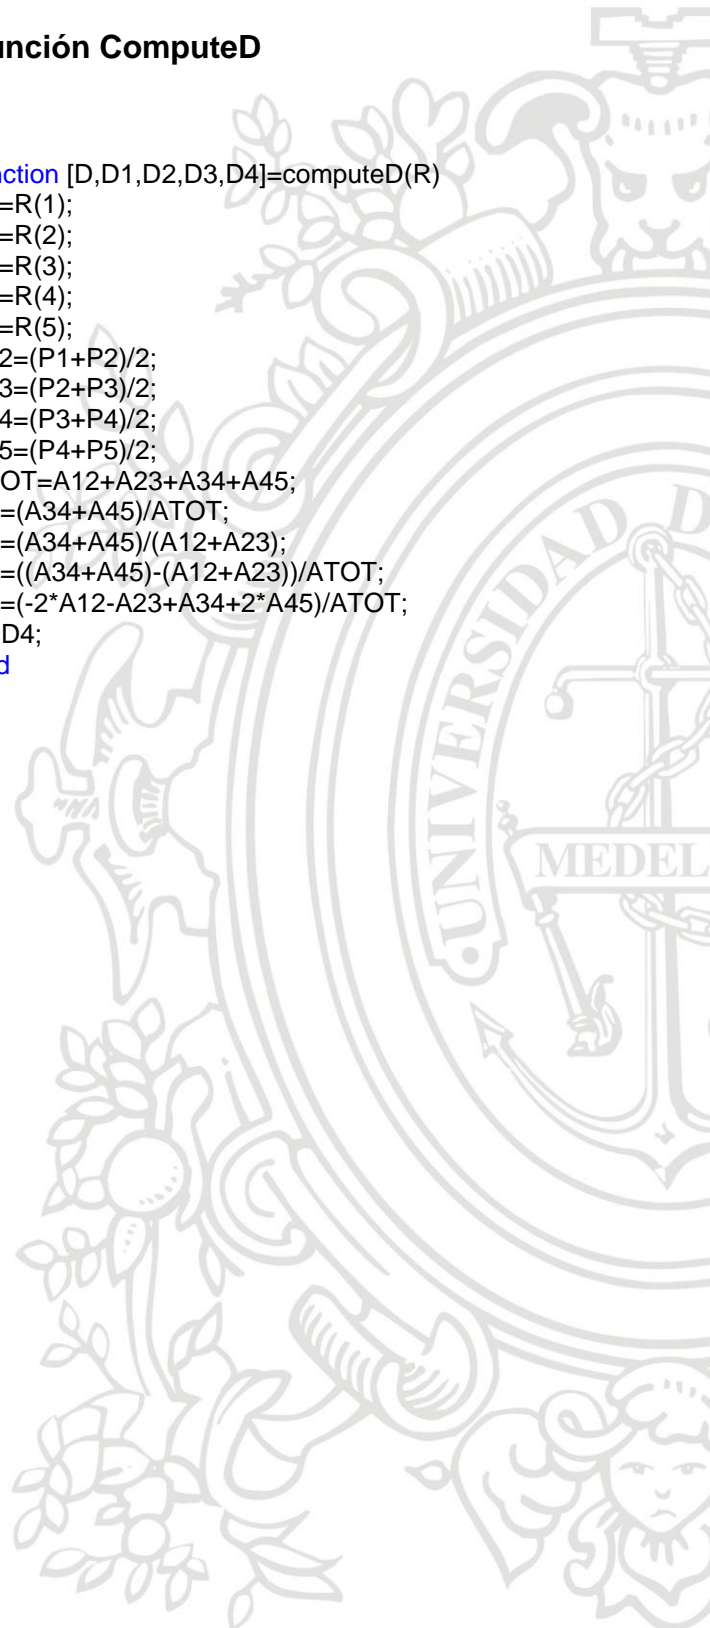 unción ComputeD
ction [D,D1,D2,D3,D4]=computeD(R)
=R(1);
=R(2);
=R(3);
=R(4);
=R(5);
2=(P1+P2)/2;
3=(P2+P3)/2;
4=(P3+P4)/2;
5=(P4+P5)/2;
OT=A12+A23+A34+A45;
=(A34+A45)/ATOT;
=(A34+A45)/(A12+A23);
=((A34+A45)-(A12+A23))/ATOT;
=(-2*A12-A23+A34+2*A45)/ATOT;
D4;
d
UNIVERSIDAD D
MEDEL